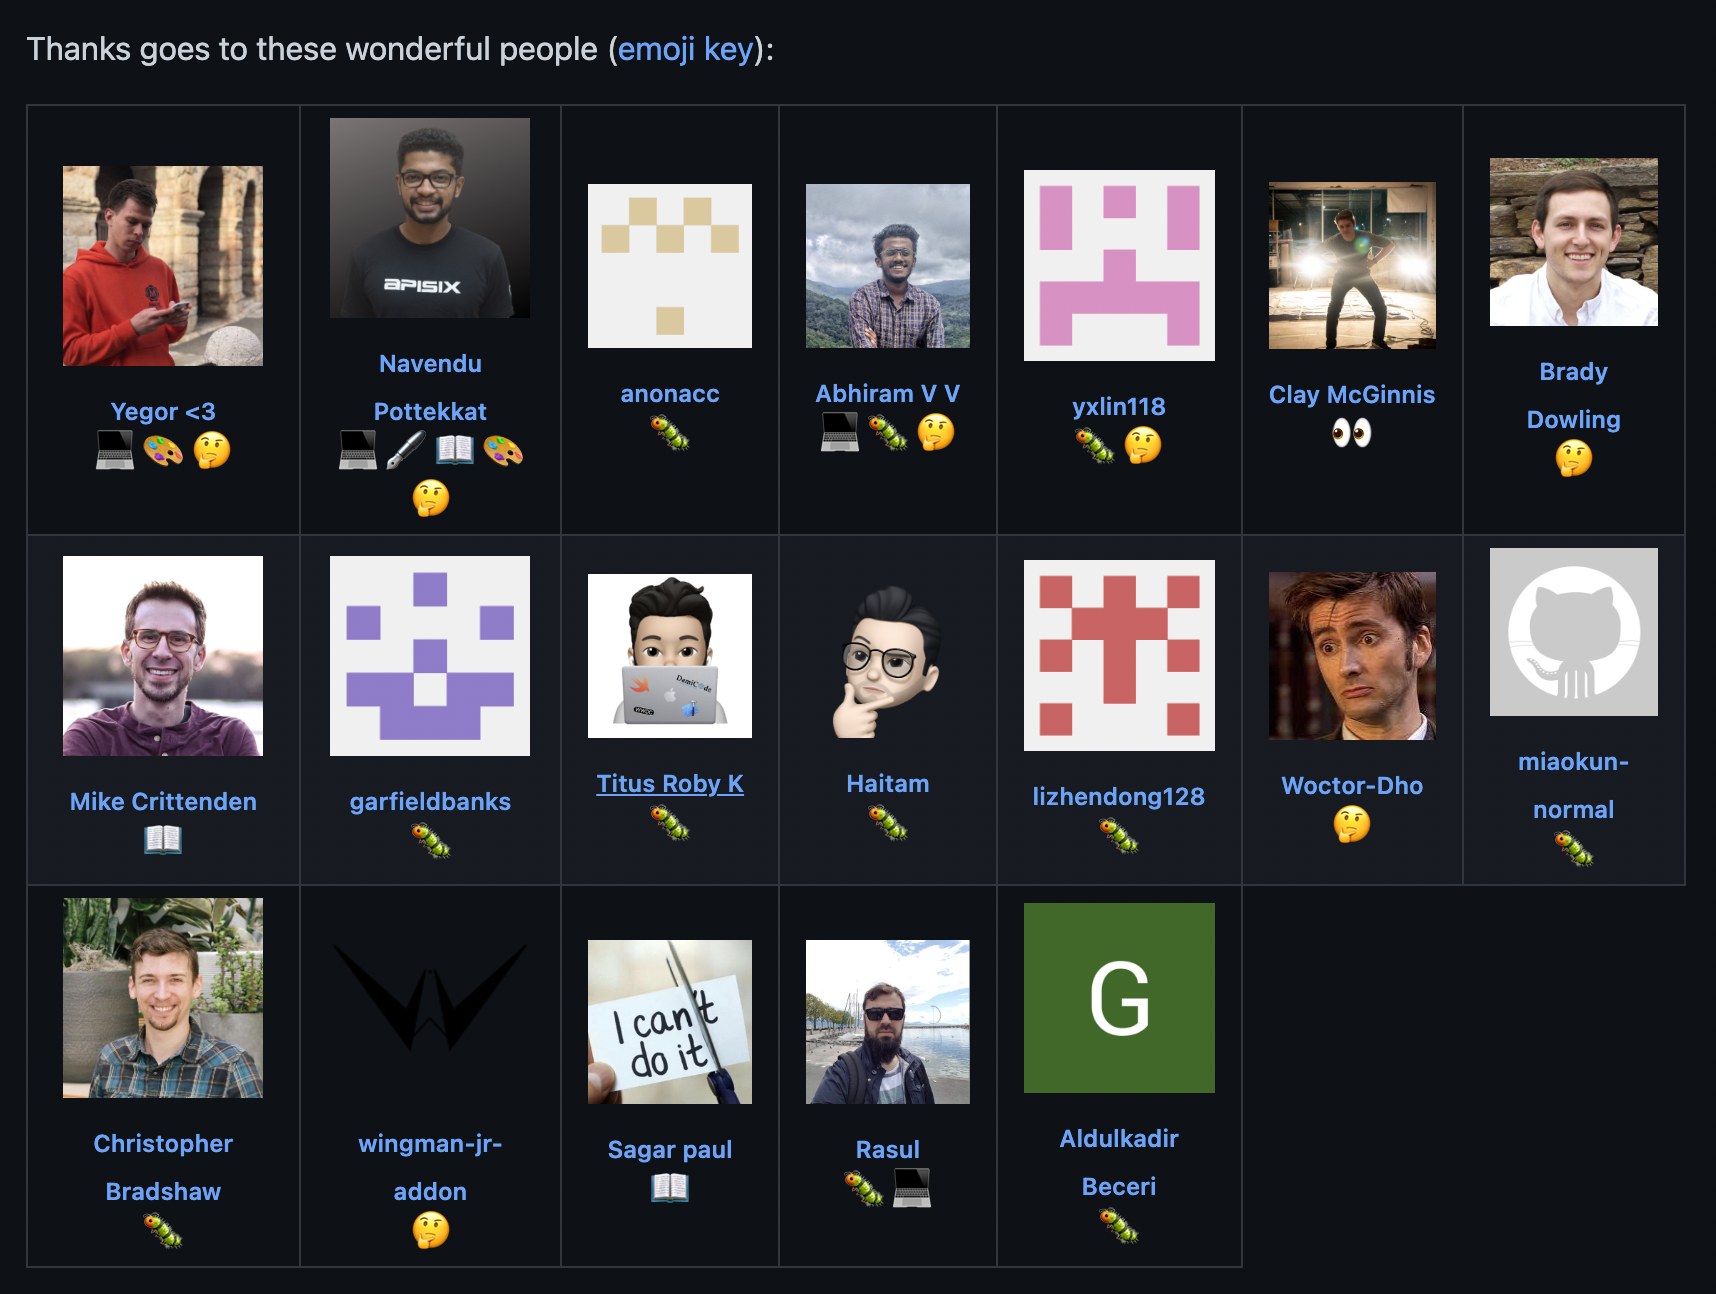 Thanks goes to these wonderful people (emoji key):
APISIX
Yegor <3
💻🎨🤔
Navendu
Pottekkat
💻🖋📖🎨
🤔
anonacc
🐛
Abhiram V V
💻🐛🤔
yxlin118
🐛🤔
Clay McGinnis
👀
Brady
Dowling
🤔
DamiCode
WWDC
Mike Crittenden
📖
garfieldbanks
🐛
Titus Roby K
🐛
Haitam
🐛
lizhendong128
🐛
Woctor-Dho
🤔
miaokun-
normal
🐛
I can't
do it
G
Christopher
Bradshaw
🐛
wingman-jr-
addon
🤔
Sagar paul
📖
Rasul
🐛💻
Aldulkadir
Beceri
🐛